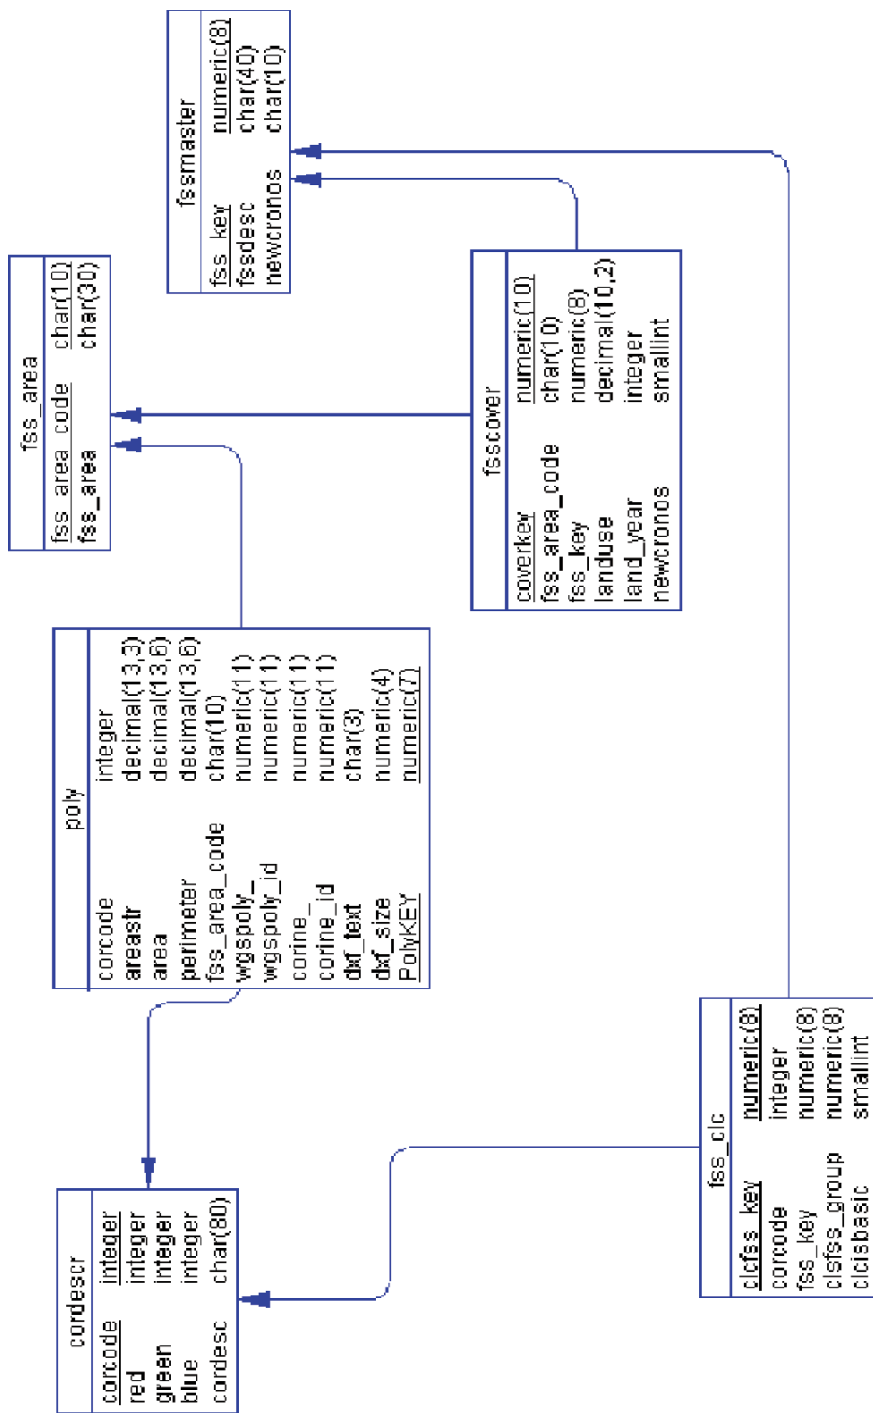 cordescr
corcode integer
red integer
green integer
blue integer
cordesc char(80)
poly
corcode integer
areastr decimal(13,3)
area decimal(13,6)
perimeter decimal(13,6)
fss_area_code char(10)
wgspoly_ numeric(11)
wgspoly_id numeric(11)
corine_ numeric(11)
corine_id numeric(11)
dxf_text char(3)
dxf_size numeric(4)
PolyKEY numeric(7)
fss_area
fss_area_code char(10)
fss_area char(30)
fssmaster
fss_key numeric(8)
fssdesc char(40)
newcronos char(10)
fss_clc
clcfss_key numeric(8)
corcode integer
fss_key numeric(8)
clsfss_group numeric(8)
clcisbasic smallint
fsscover
coverkey numeric(10)
fss_area_code char(10)
fss_key numeric(8)
landuse decimal(10,2)
land_year integer
newcronos smallint